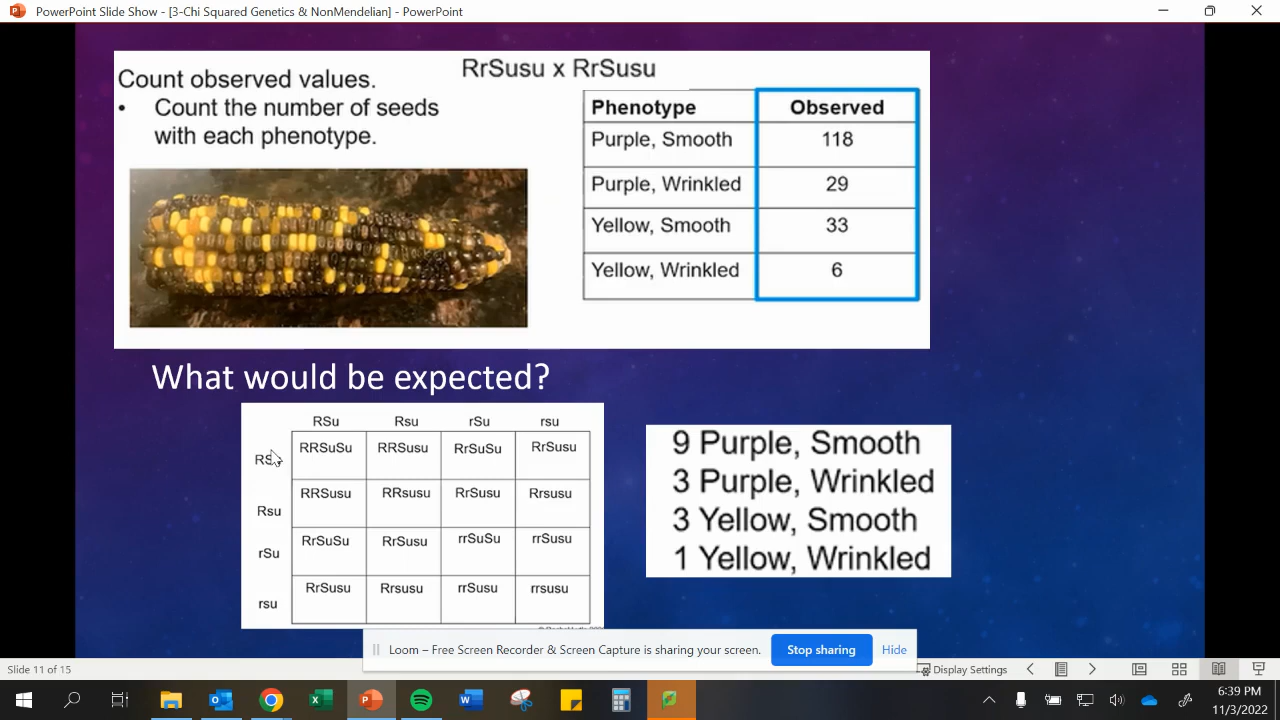 PowerPoint Slide Show - [3-Chi Squared Genetics & NonMendelian] - PowerPoint
Count observed values.
• Count the number of seeds
with each phenotype.
RrSusu x RrSusu
Phenotype Observed
Purple, Smooth 118
Purple, Wrinkled 29
Yellow, Smooth 33
Yellow, Wrinkled 6
What would be expected?
RSu Rsu rSu rsu
RRSuSu RRSusu RrSuSu RrSusu
Rsu RRSusu RRsusu RrSusu Rrsusu
rSu RrSuSu RrSusu rrSuSu rrSusu
rsu RrSusu Rrsusu rrSusu rrsusu
9 Purple, Smooth
3 Purple, Wrinkled
3 Yellow, Smooth
1 Yellow, Wrinkled
Loom – Free Screen Recorder & Screen Capture is sharing your screen. Stop sharing Hide
Slide 11 of 15
Display Settings
6:39 PM
11/3/2022